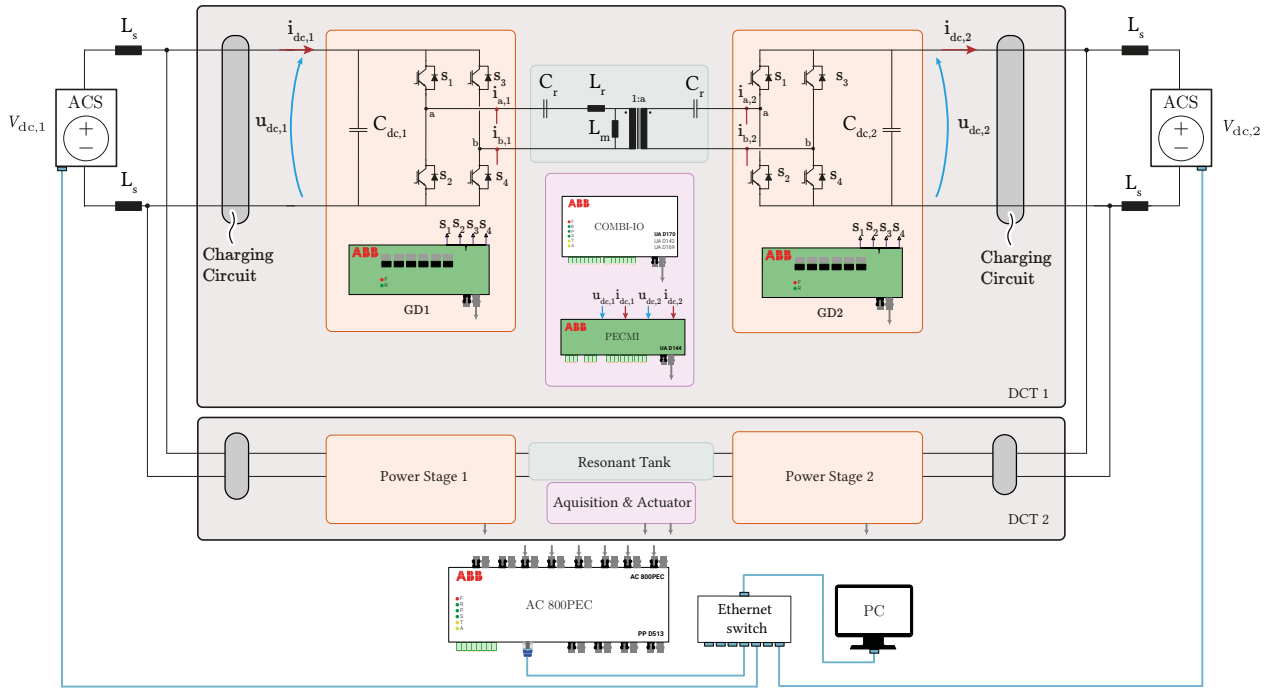 L_s
i_dc,1
i_dc,2
L_s
ACS
V_dc,1
u_dc,1
C_dc,1
s_1
s_3
a
b
s_2
s_4
i_a,1
i_b,1
C_r
L_r
L_m
1:a
C_r
i_a,2
i_b,2
s_1
s_3
a
b
s_2
s_4
C_dc,2
u_dc,2
ACS
V_dc,2
L_s
L_s
Charging
Circuit
s_1 s_2 s_3 s_4
ABB
F
R
GD1
ABB
COMBI-IO
F
R
P
S
T
A
UA D170
UA D142
UA D169
u_dc,1 i_dc,1 u_dc,2 i_dc,2
ABB
PECMI
UA D144
s_1 s_2 s_3 s_4
ABB
F
R
GD2
Charging
Circuit
DCT 1
Power Stage 1
Resonant Tank
Aquisition & Actuator
Power Stage 2
DCT 2
ABB
AC 800PEC
AC 800PEC
F
R
P
S
T
A
PP D513
Ethernet
switch
PC